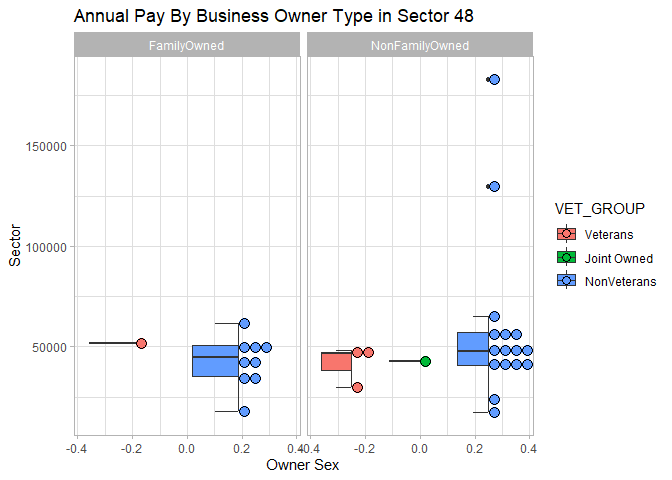 Annual Pay By Business Owner Type in Sector 48
FamilyOwned
NonFamilyOwned
150000
100000
50000
Sector
-0.4
-0.2
0.0
0.2
0.4
-0.4
-0.2
0.0
0.2
0.4
Owner Sex
VET_GROUP
Veterans
Joint Owned
NonVeterans